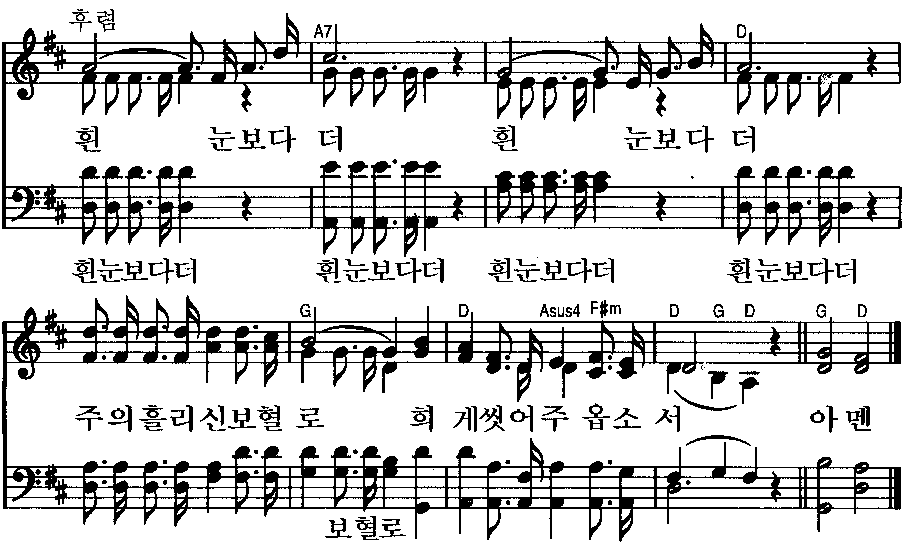 후렴
A7 D
흰 눈보다 더 흰 눈보다 더
흰눈보다더 흰눈보다더 흰눈보다더 흰눈보다더
G D Asus4 F#m D G D G D
주의흘리신보혈 로 희 게씻어주 옵소 서 아멘
보혈로